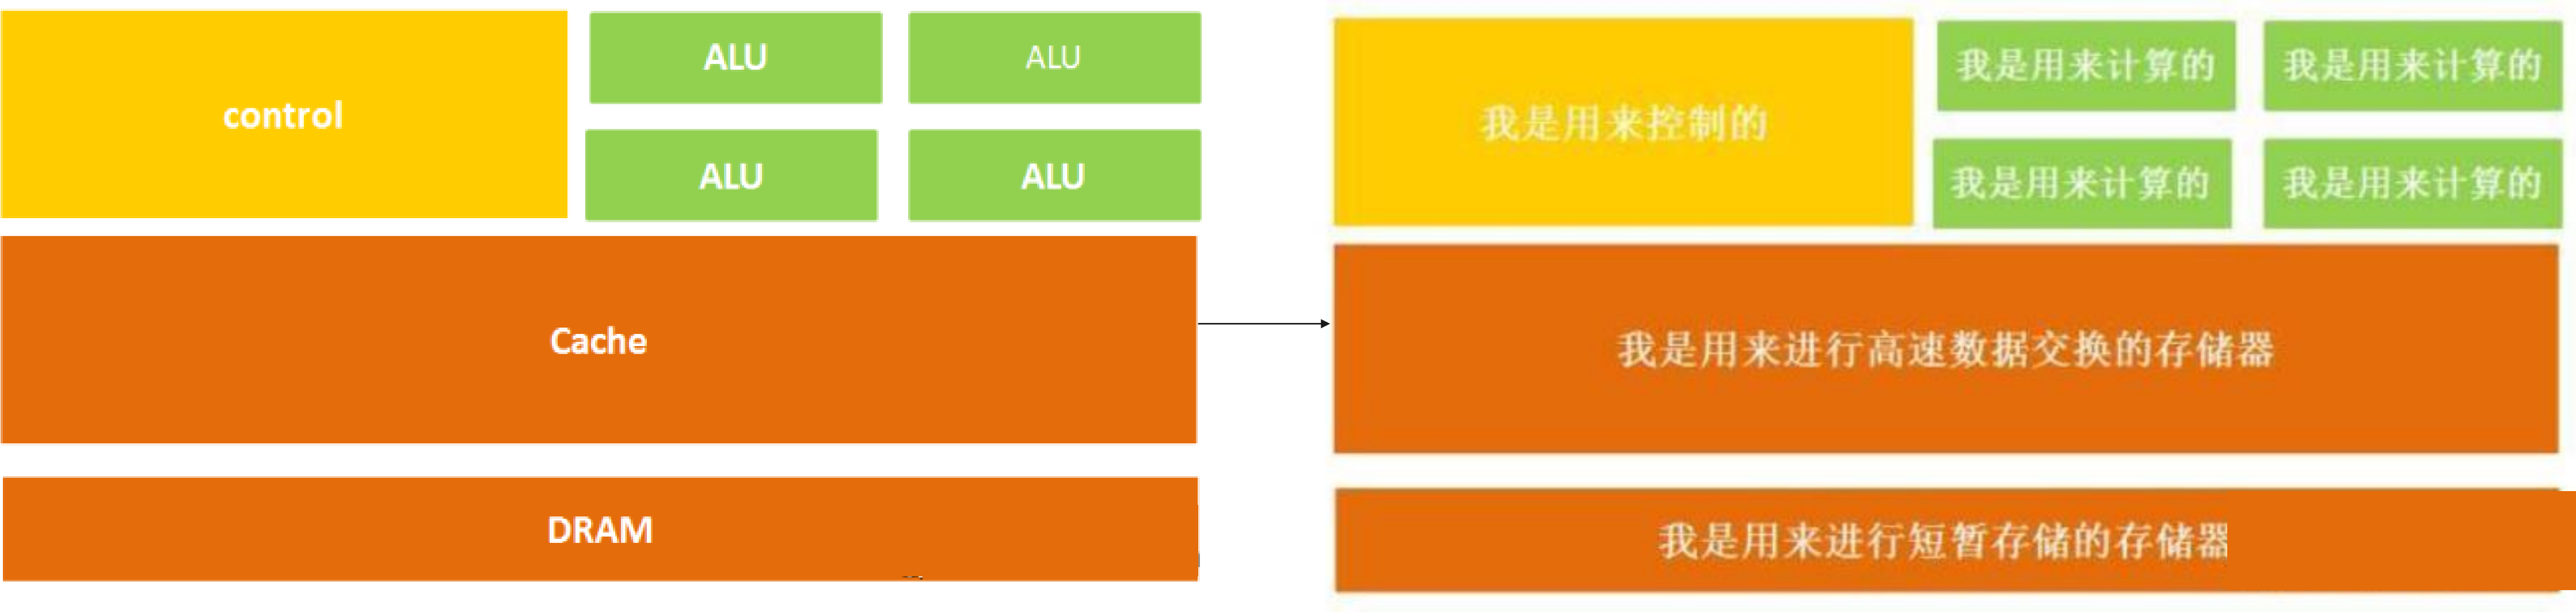 ALU
ALU
control
ALU
ALU
Cache
DRAM
我是用来计算的
我是用来计算的
我是用来控制的
我是用来计算的
我是用来计算的
我是用来进行高速数据交换的存储器
我是用来进行短暂存储的存储器